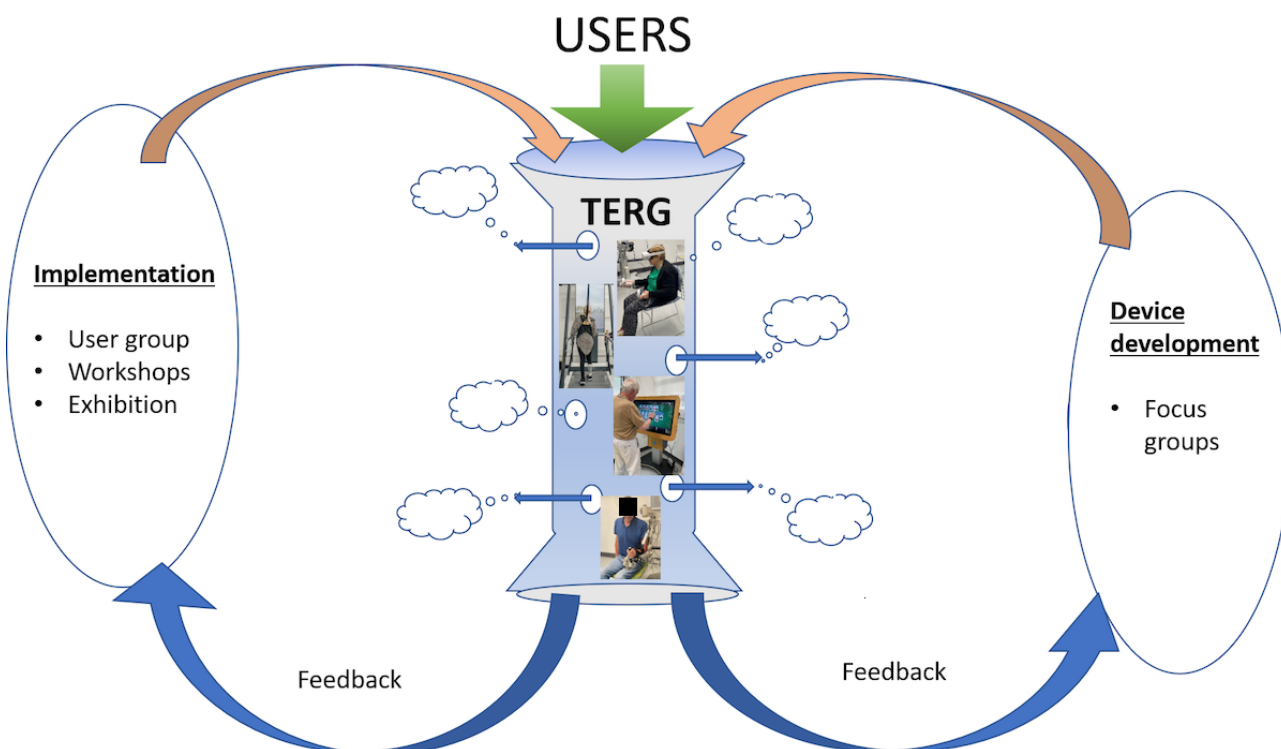 USERS
TERG
Implementation
• User group
• Workshops
• Exhibition
Device
development
• Focus
groups
Feedback
Feedback